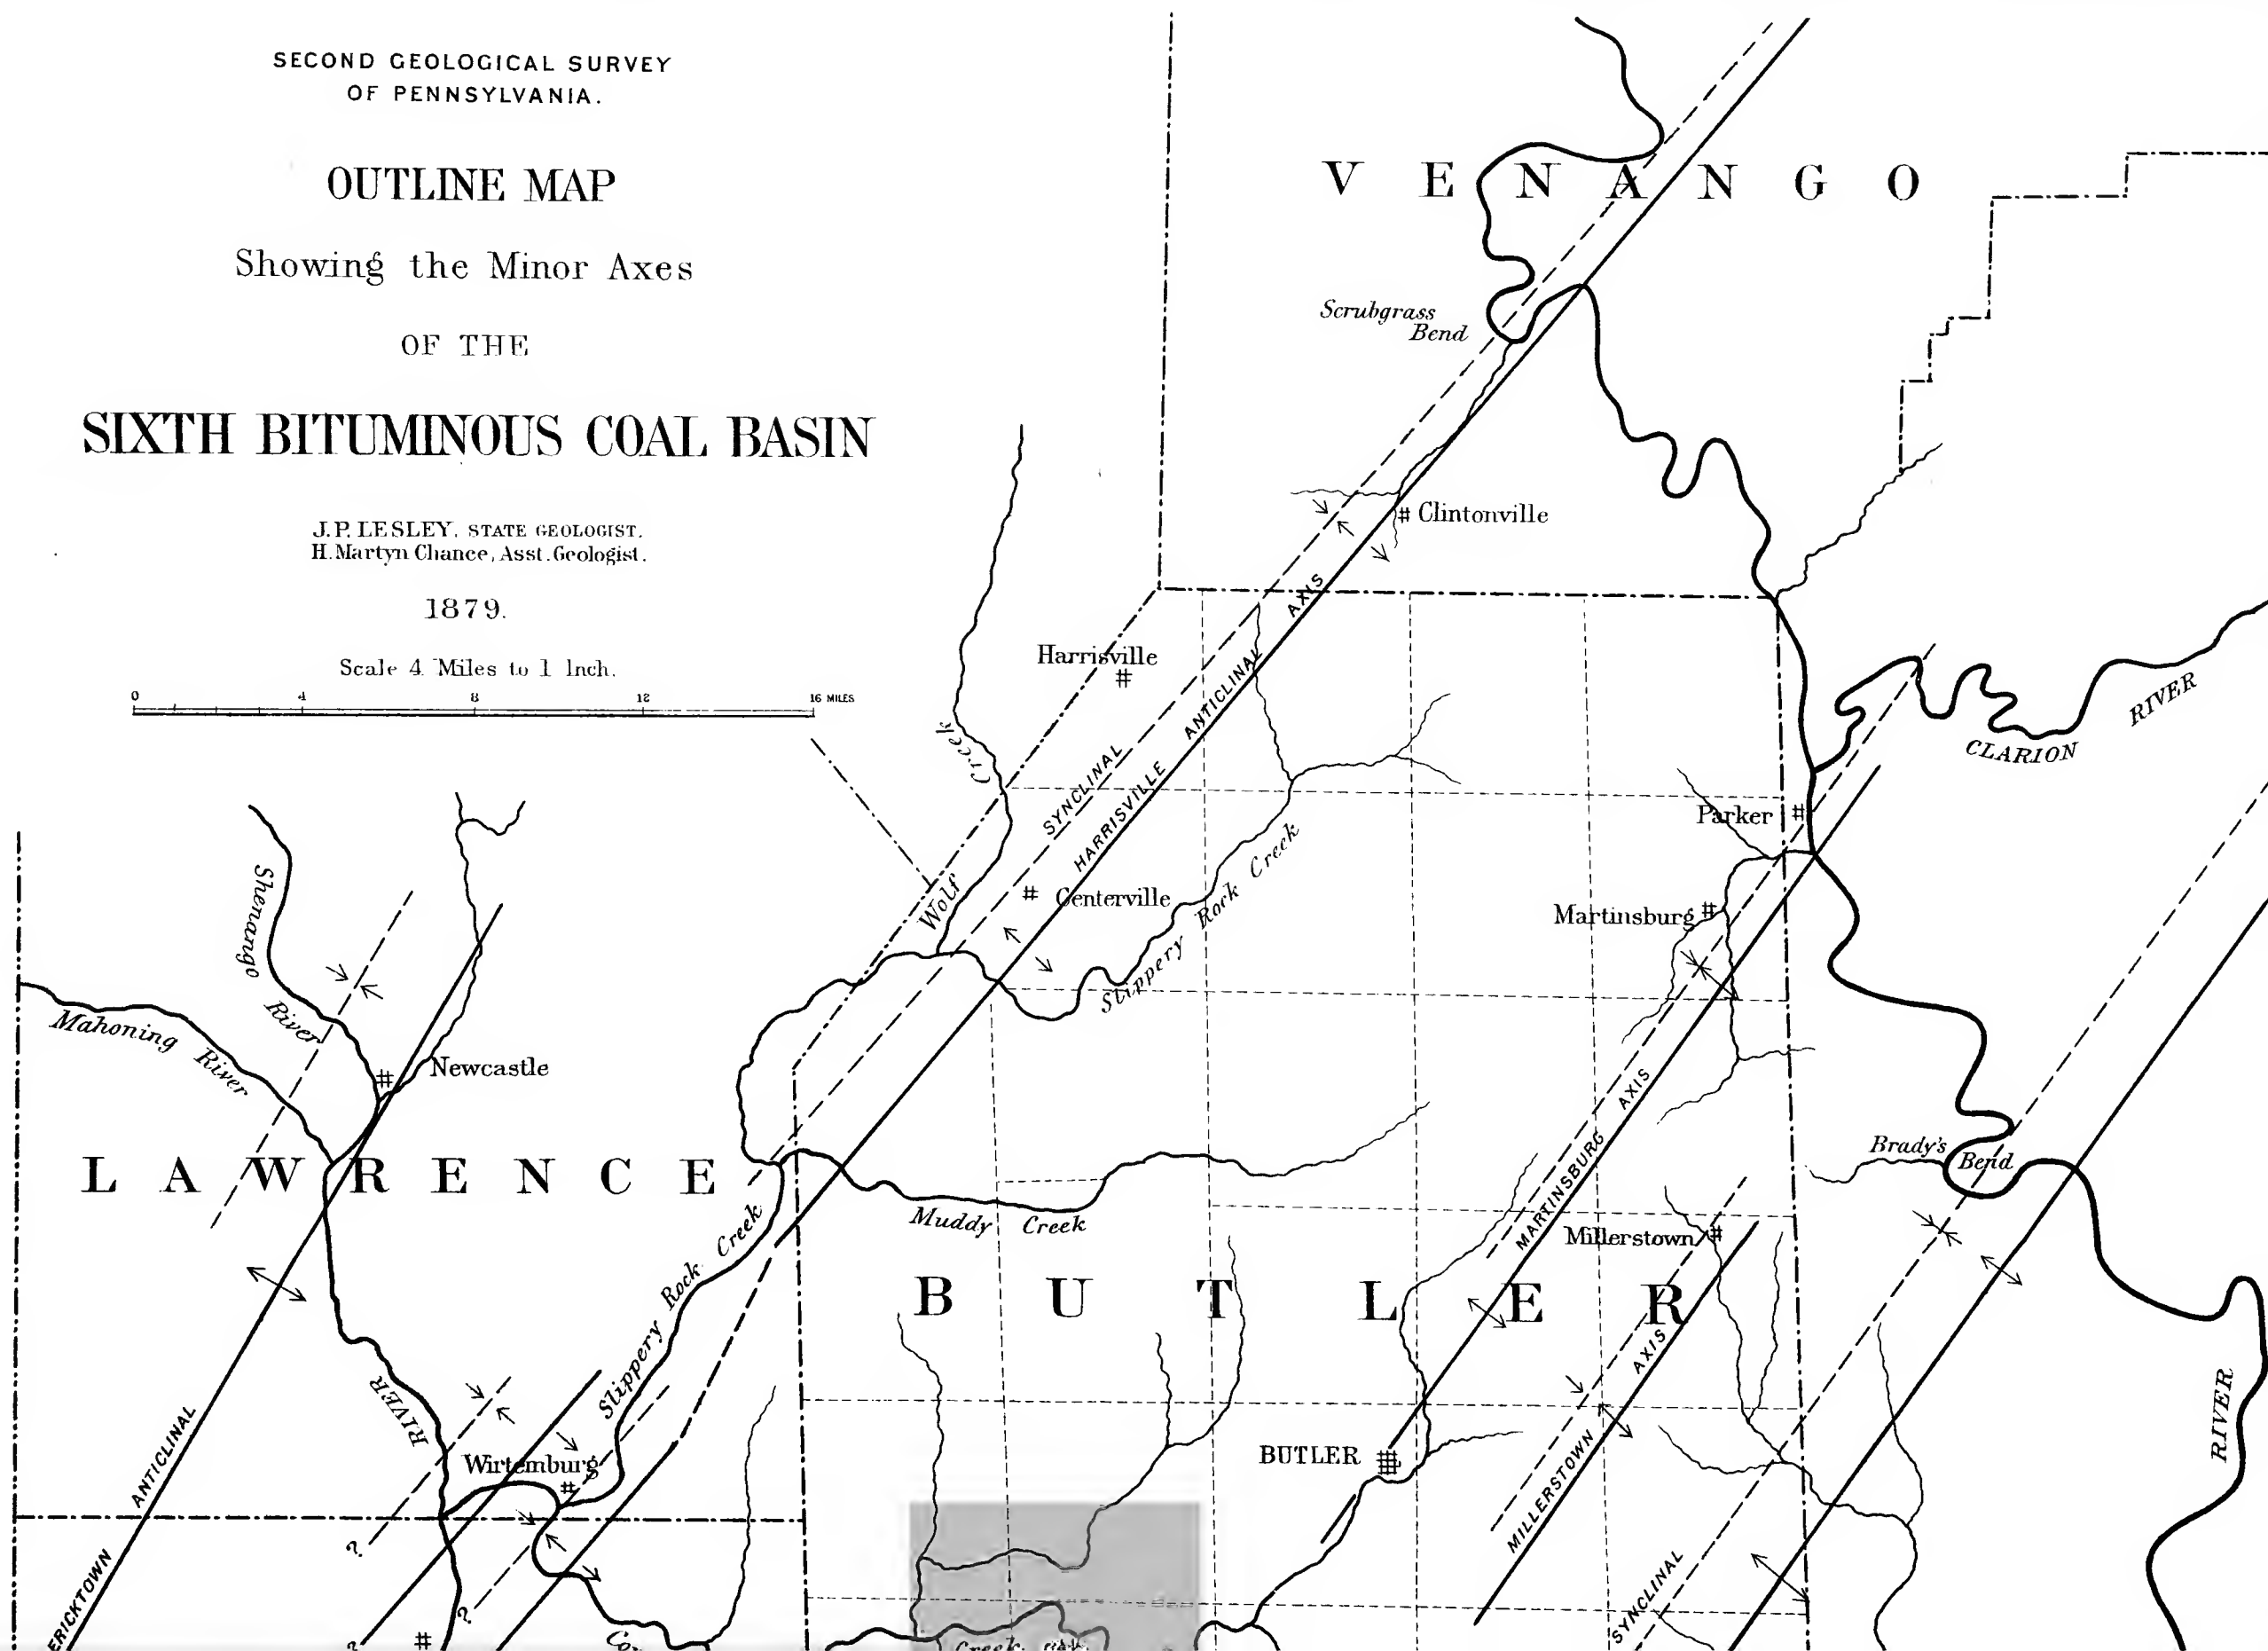 SECOND GEOLOGICAL SURVEY
OF PENNSYLVANIA.
OUTLINE MAP
Showing the Minor Axes
OF THE
SIXTH BITUMINOUS COAL BASIN
J.P. LESLEY, STATE GEOLOGIST.
H. Martyn Chance, Asst. Geologist.
1879.
Scale 4 Miles to 1 Inch.
0 4 8 12 16 MILES
VENANGO
Scrubgrass
Bend
Clintonville
Harrisville
AXIS
ANTICLINAL
HARRISVILLE
SYNCLINAL
Creek
Wolf
Centerville
Slippery Rock Creek
CLARION RIVER
Parker
Martinsburg
Shenango
River
Mahoning River
Newcastle
LAWRENCE
Muddy Creek
Slippery Rock Creek
MARTINSBURG AXIS
Brady's Bend
Millerstown
BUTLER
RIVER
Wirtemburg
ANTICLINAL
ERICKTOWN
BUTLER
MILLERSTOWN AXIS
SYNCLINAL
RIVER
?
?
?
Creek